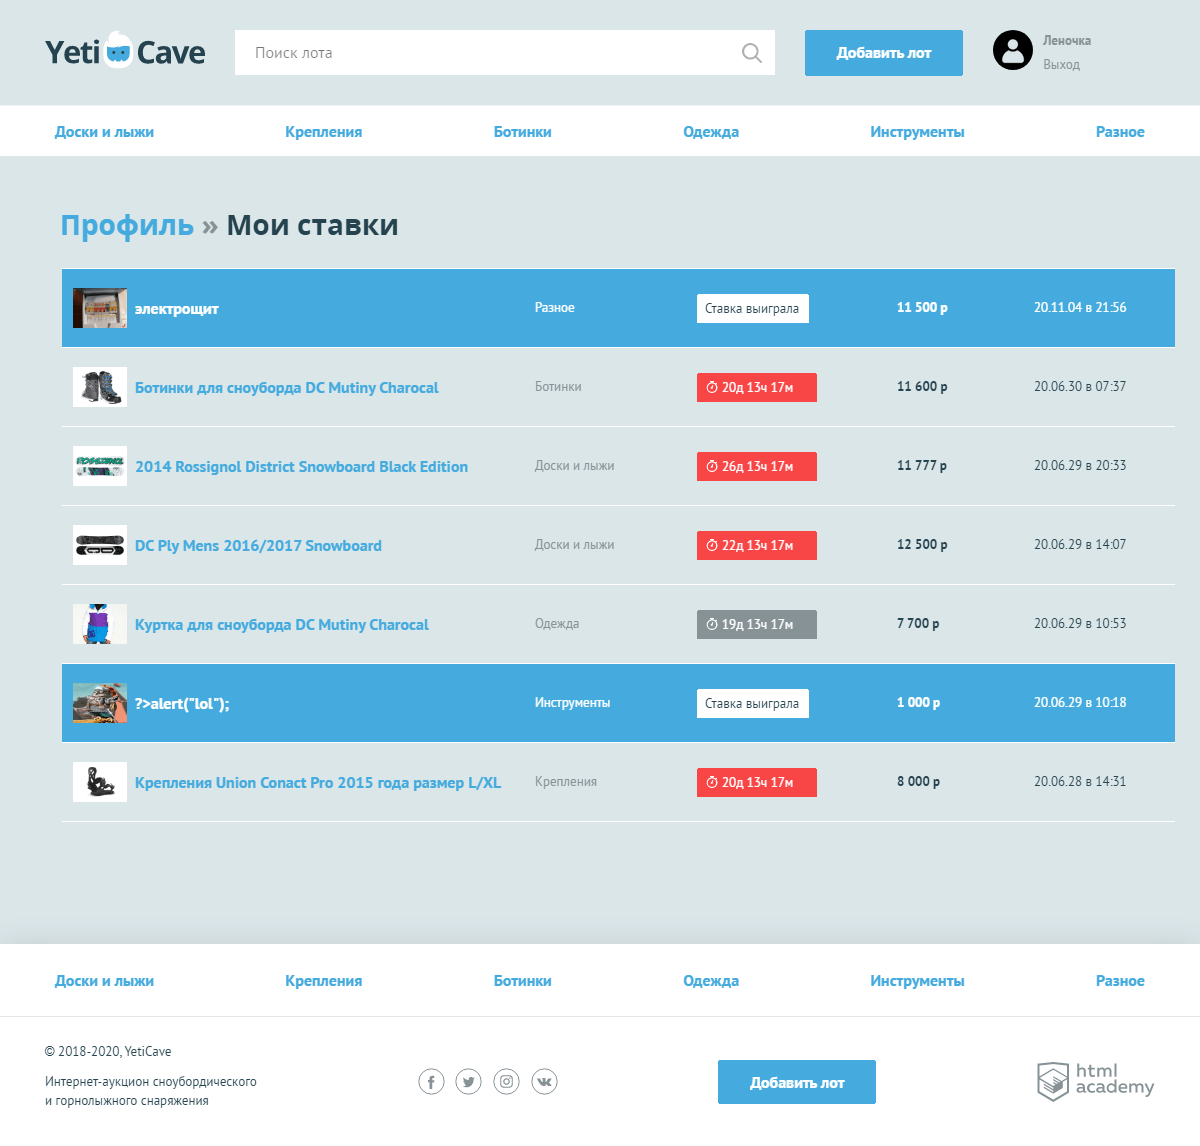 Yeti Cave
Поиск лота
Добавить лот
Леночка
Выход
Доски и лыжи Крепления Ботинки Одежда Инструменты Разное
Профиль » Мои ставки
электрощит Разное Ставка выиграла 11 500 р 20.11.04 в 21:56
Ботинки для сноуборда DC Mutiny Charocal Ботинки 20д 13ч 17м 11 600 р 20.06.30 в 07:37
2014 Rossignol District Snowboard Black Edition Доски и лыжи 26д 13ч 17м 11 777 р 20.06.29 в 20:33
DC Ply Mens 2016/2017 Snowboard Доски и лыжи 22д 13ч 17м 12 500 р 20.06.29 в 14:07
Куртка для сноуборда DC Mutiny Charocal Одежда 19д 13ч 17м 7 700 р 20.06.29 в 10:53
?>alert("lol"); Инструменты Ставка выиграла 1 000 р 20.06.29 в 10:18
Крепления Union Conact Pro 2015 года размер L/XL Крепления 20д 13ч 17м 8 000 р 20.06.28 в 14:31
Доски и лыжи Крепления Ботинки Одежда Инструменты Разное
© 2018-2020, YetiCave
Интернет-аукцион сноубордического
и горнолыжного снаряжения
Добавить лот
html
academy